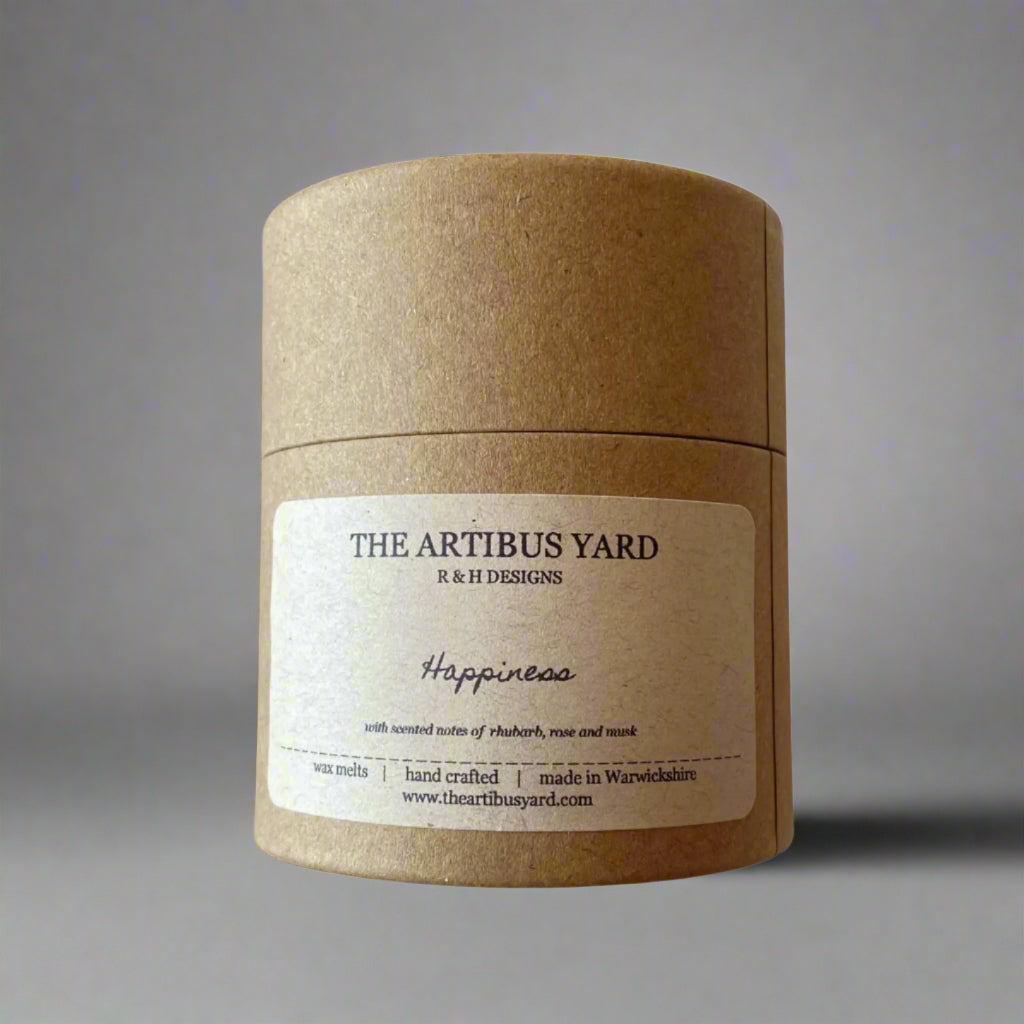 THE ARTIBUS YARD
R & H DESIGNS
Happiness
with scented notes of rhubarb, rose and musk
wax melts | hand crafted | made in Warwickshire
www.theartibusyard.com